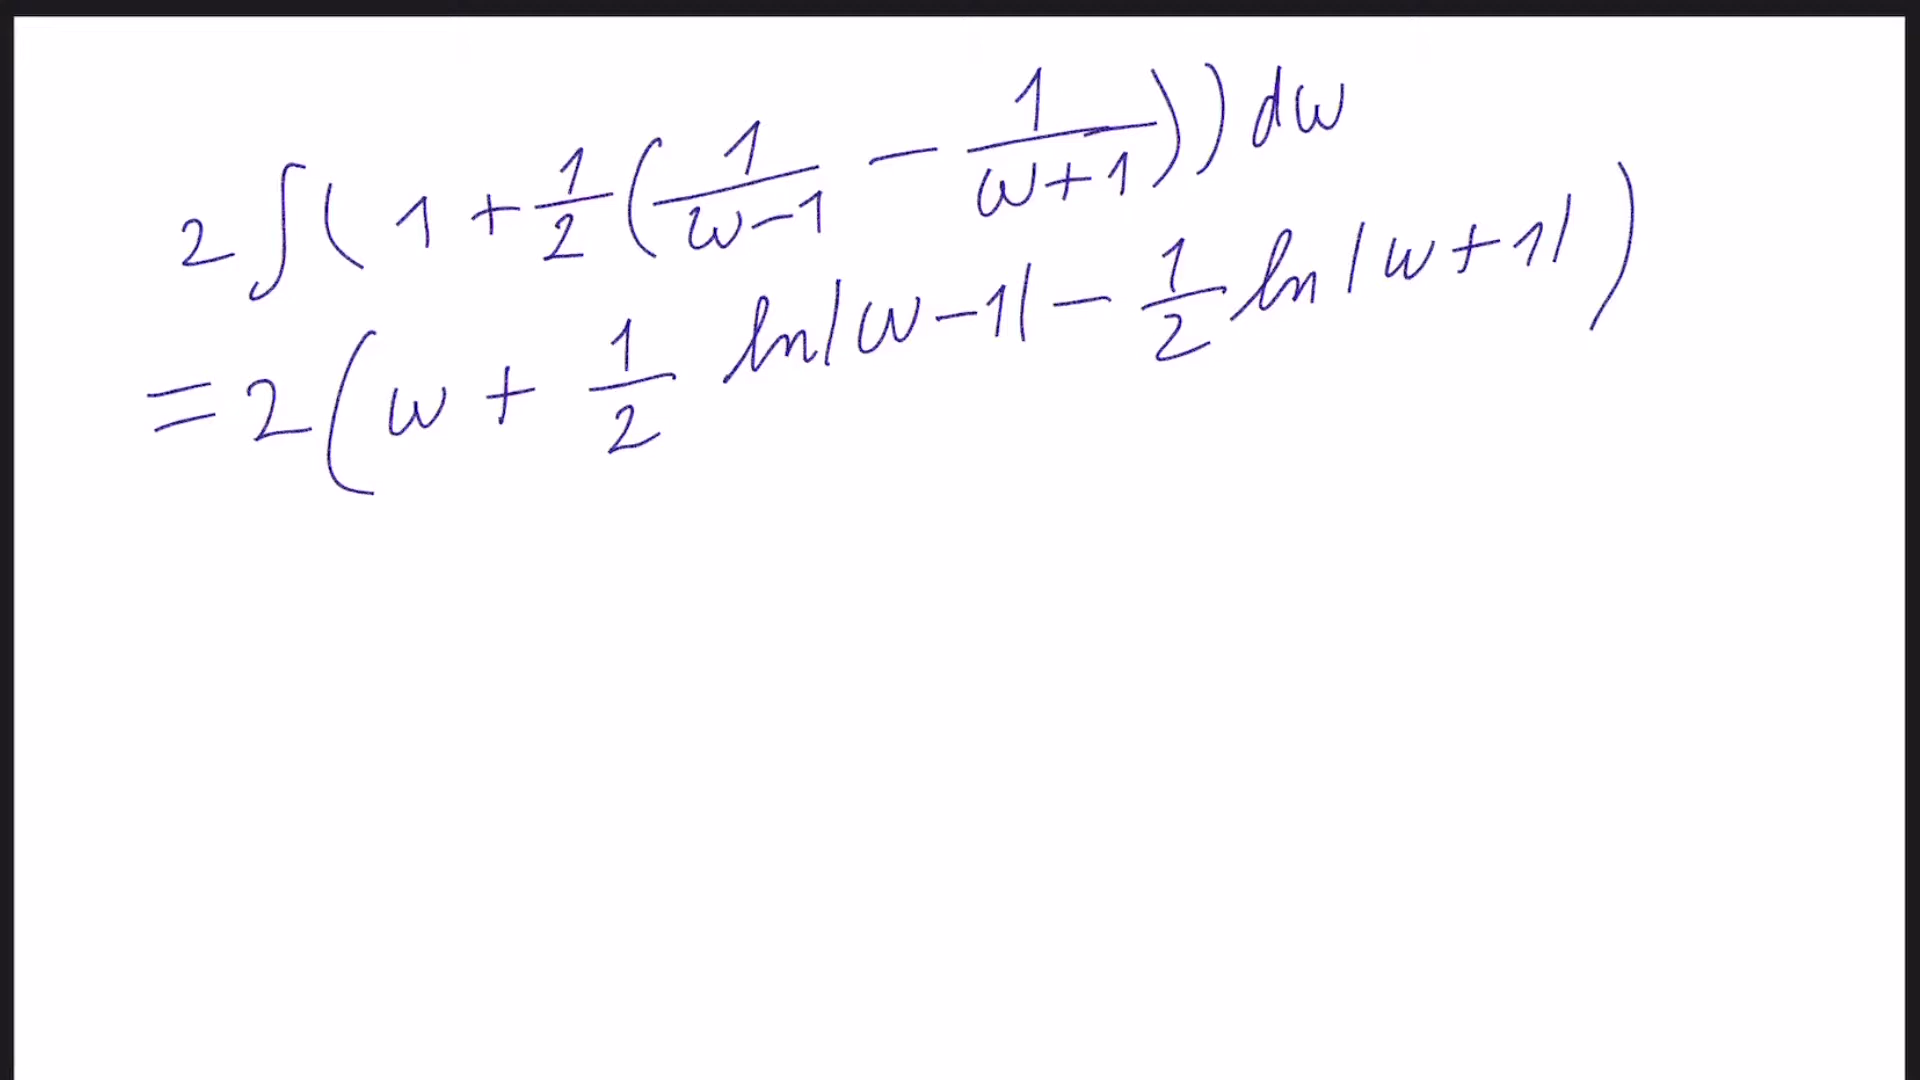 2∫(1+1/2(1/(w-1) - 1/(w+1)))dw
=2(w+1/2 ln|w-1|-1/2 ln|w+1|)